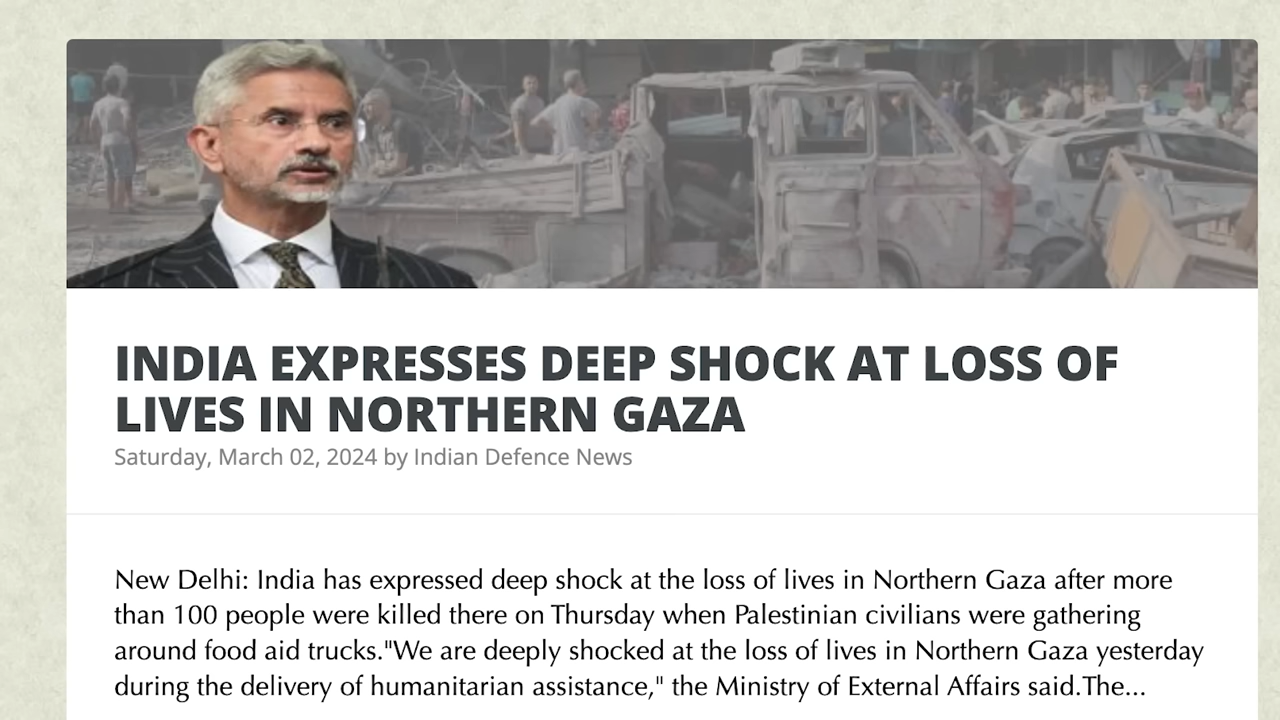 INDIA EXPRESSES DEEP SHOCK AT LOSS OF
LIVES IN NORTHERN GAZA
Saturday, March 02, 2024 by Indian Defence News
New Delhi: India has expressed deep shock at the loss of lives in Northern Gaza after more
than 100 people were killed there on Thursday when Palestinian civilians were gathering
around food aid trucks."We are deeply shocked at the loss of lives in Northern Gaza yesterday
during the delivery of humanitarian assistance," the Ministry of External Affairs said.The...